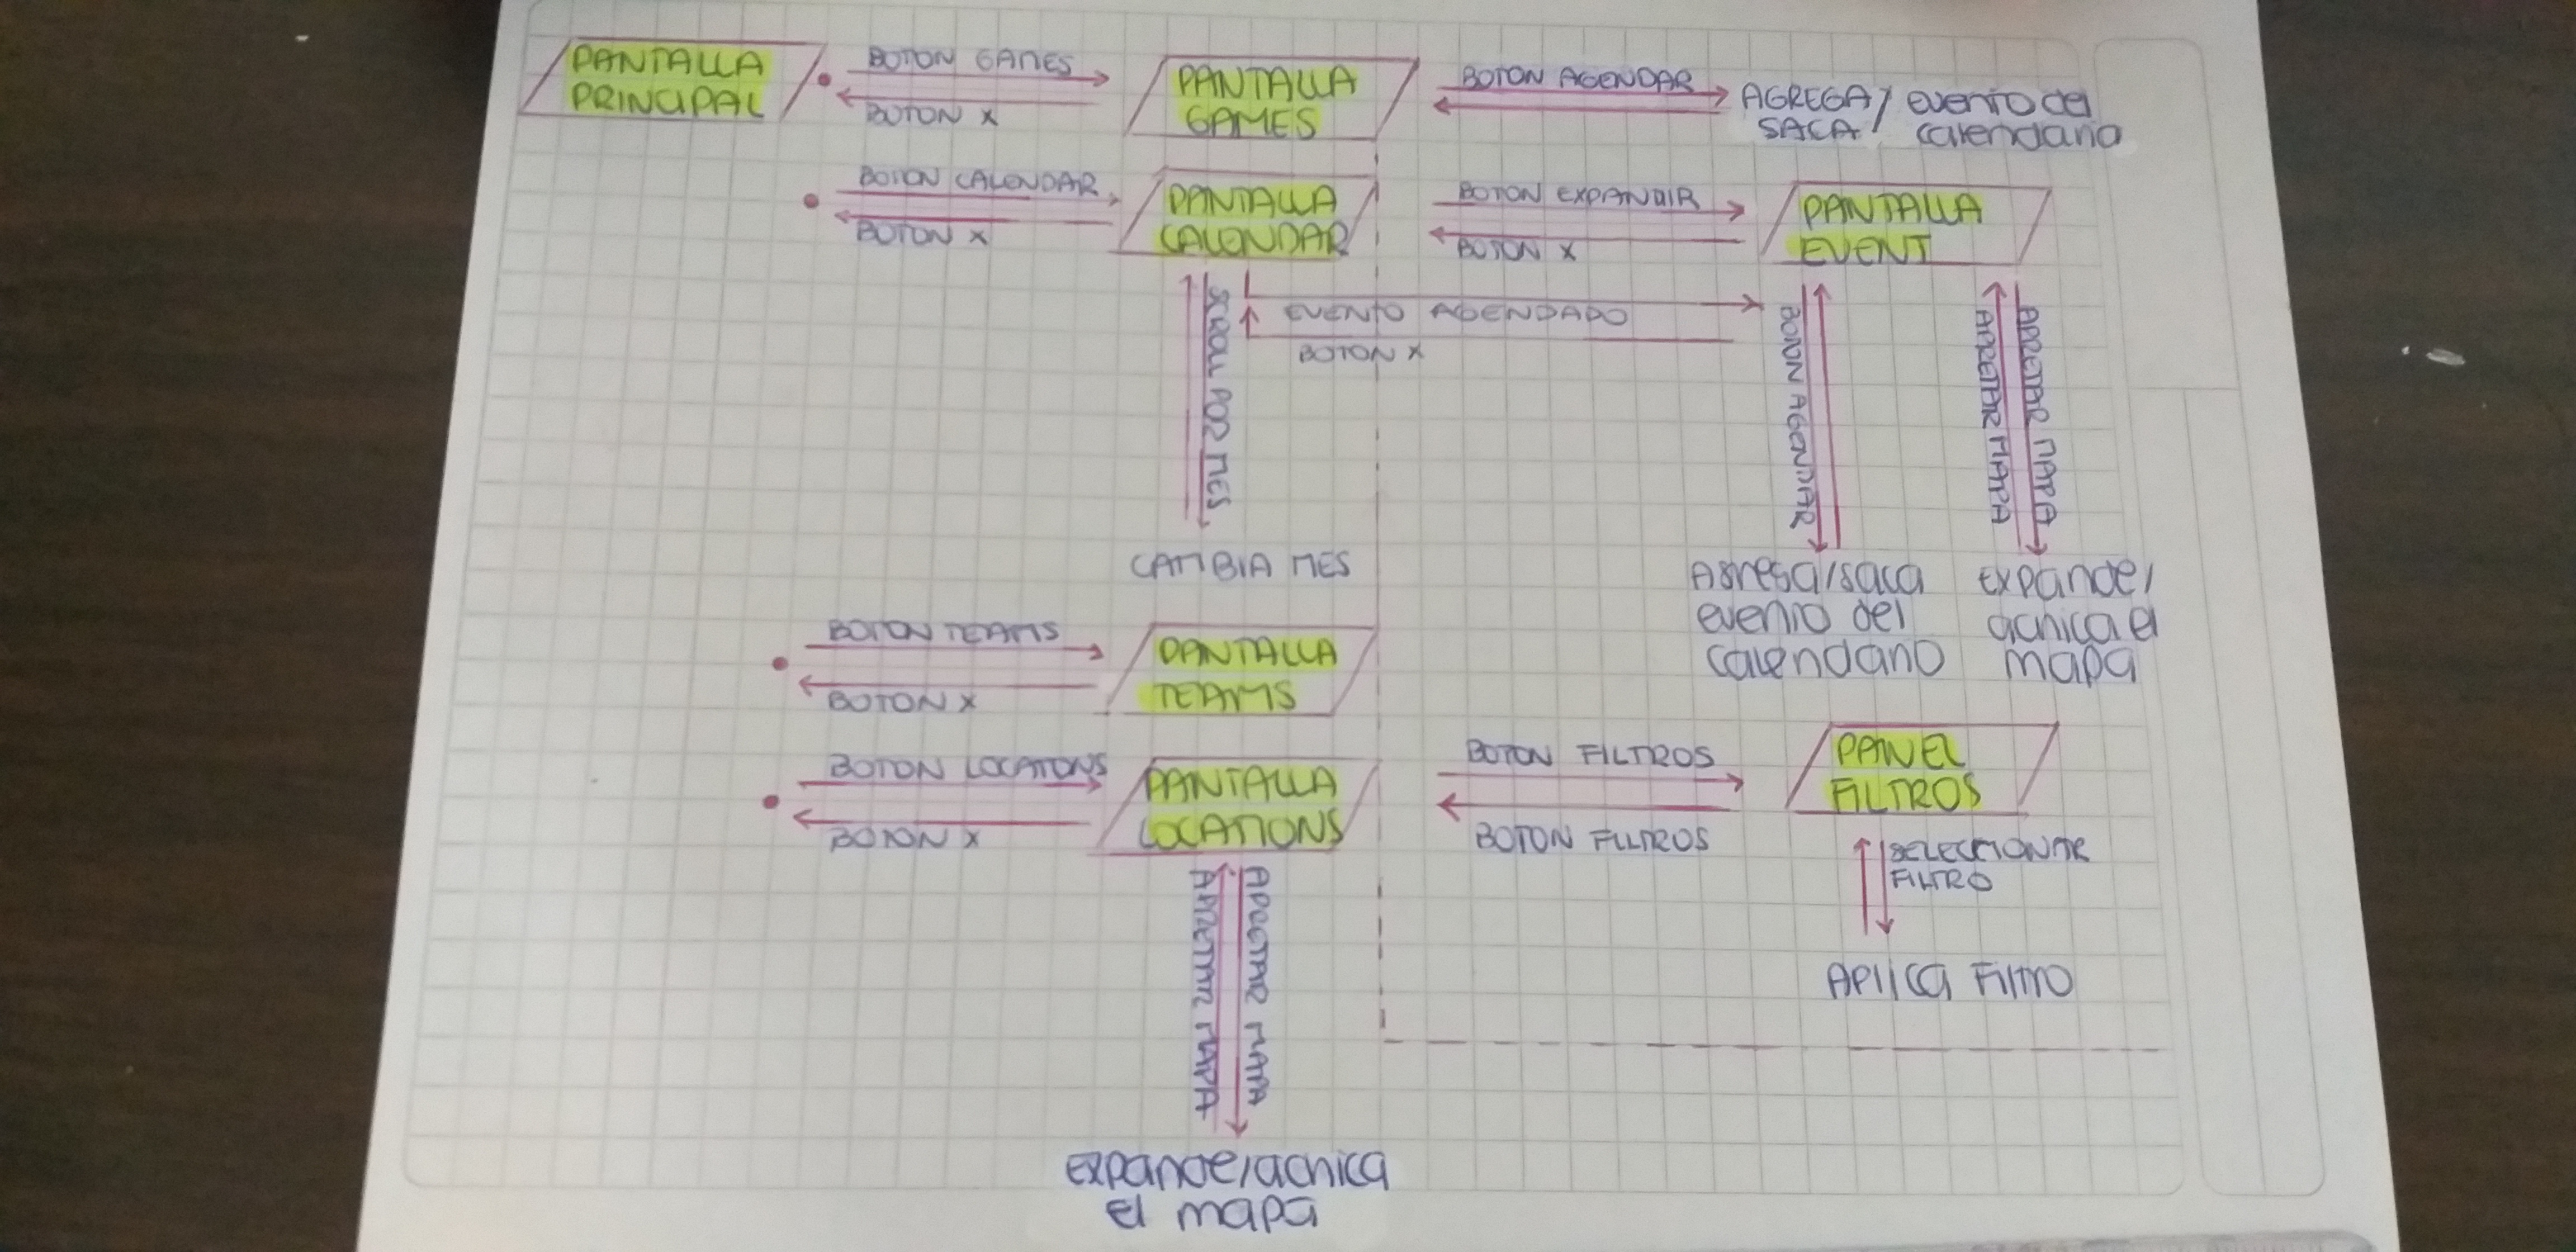 PANTALLA
PRINCIPAL
BOTON GAMES
BOTON X
PANTALLA
GAMES
BOTON AGENDAR
AGREGA/
SACA
evento del
calendario
BOTON CALENDAR
BOTON X
PANTALLA
CALENDAR
BOTON EXPANDIR
BOTON X
PANTALLA
EVENT
SCROLL POR MES
EVENTO AGENDADO
BOTON X
CAMBIA MES
BOTON AGENDAR
APRETAR MAPA
APRETAR MAPA
Agrega/saca
evento del
calendario
expande/
achica el
mapa
BOTON TEAMS
BOTON X
PANTALLA
TEAMS
BOTON LOCATIONS
BOTON X
PANTALLA
LOCATIONS
BOTON FILTROS
BOTON FILTROS
PANEL
FILTROS
SELECCIONAR
FILTRO
Aplica Filtro
APRETAR MAPA
APRETAR MAPA
expande/achica
el mapa